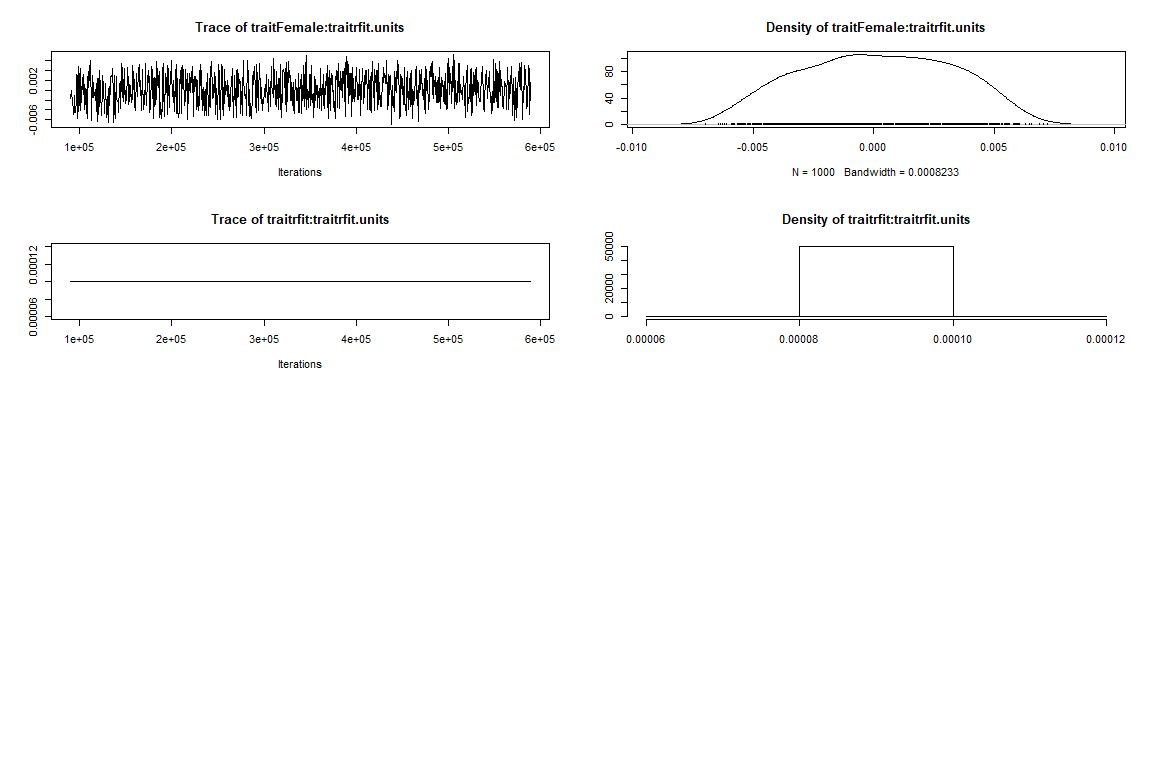 Trace of traitFemale:traitrfit.units
-0.006 0.002
1e+05 2e+05 3e+05 4e+05 5e+05 6e+05
Iterations
Density of traitFemale:traitrfit.units
0 40 80
-0.010 -0.005 0.000 0.005 0.010
N = 1000 Bandwidth = 0.0008233
Trace of traitrfit:traitrfit.units
0.00006 0.00012
1e+05 2e+05 3e+05 4e+05 5e+05 6e+05
Iterations
Density of traitrfit:traitrfit.units
0 20000 50000
0.00006 0.00008 0.00010 0.00012